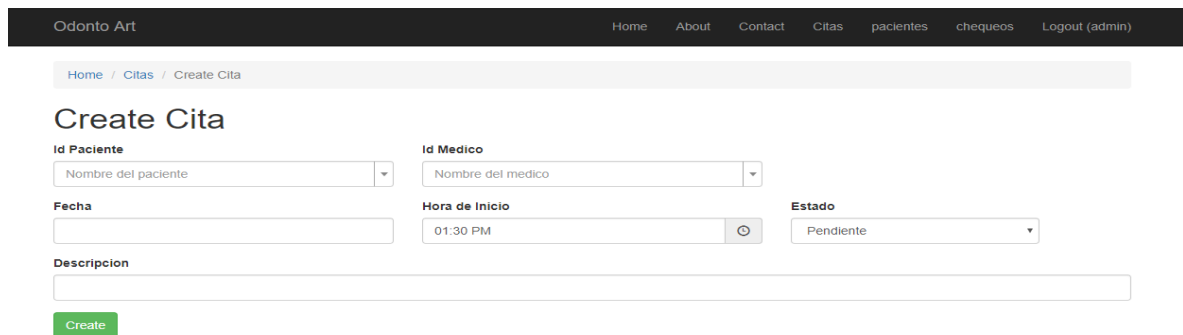 Odonto Art Home About Contact Citas pacientes chequeos Logout (admin)
Home / Citas / Create Cita
Create Cita
Id Paciente Id Medico
Nombre del paciente Nombre del medico
Fecha Hora de Inicio Estado
01:30 PM Pendiente
Descripcion
Create